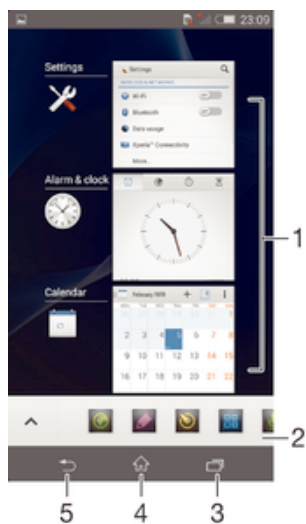 23:09
Settings
Settings
Wi-Fi
Bluetooth
Data usage
Xperia™ Connectivity
More...
Alarm & clock
Calendar
February 1970
1
2 3 4 5 6 7 8
9 10 11 12 13 14 15
16 17 18 19 20 21 22
1
2
5 4 3